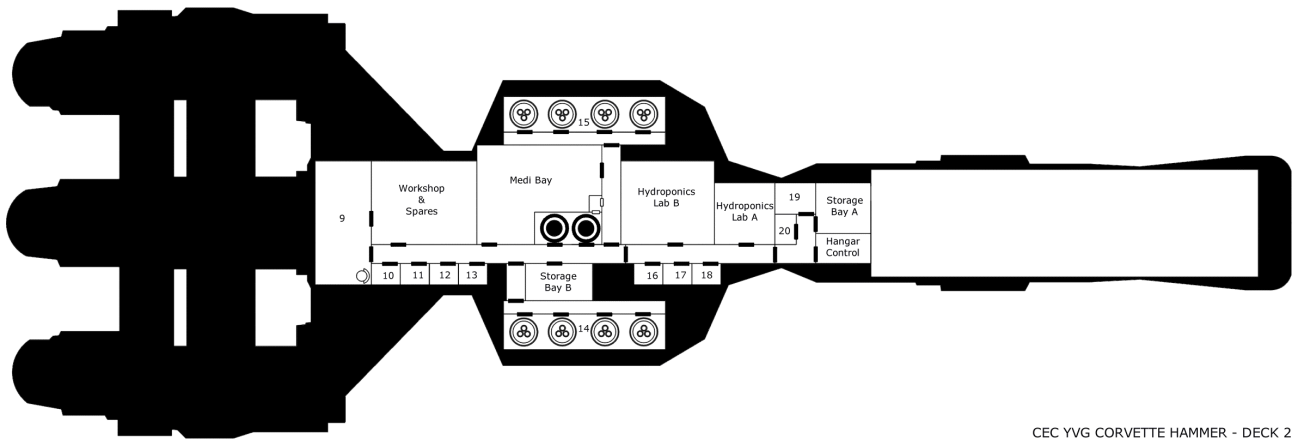 15
Medi Bay
Workshop
&
Spares
Hydroponics
Lab B
Hydroponics
Lab A
19
Storage
Bay A
9
20
Hangar
Control
10
11
12
13
Storage
Bay B
16
17
18
14
CEC YVG CORVETTE HAMMER - DECK 2